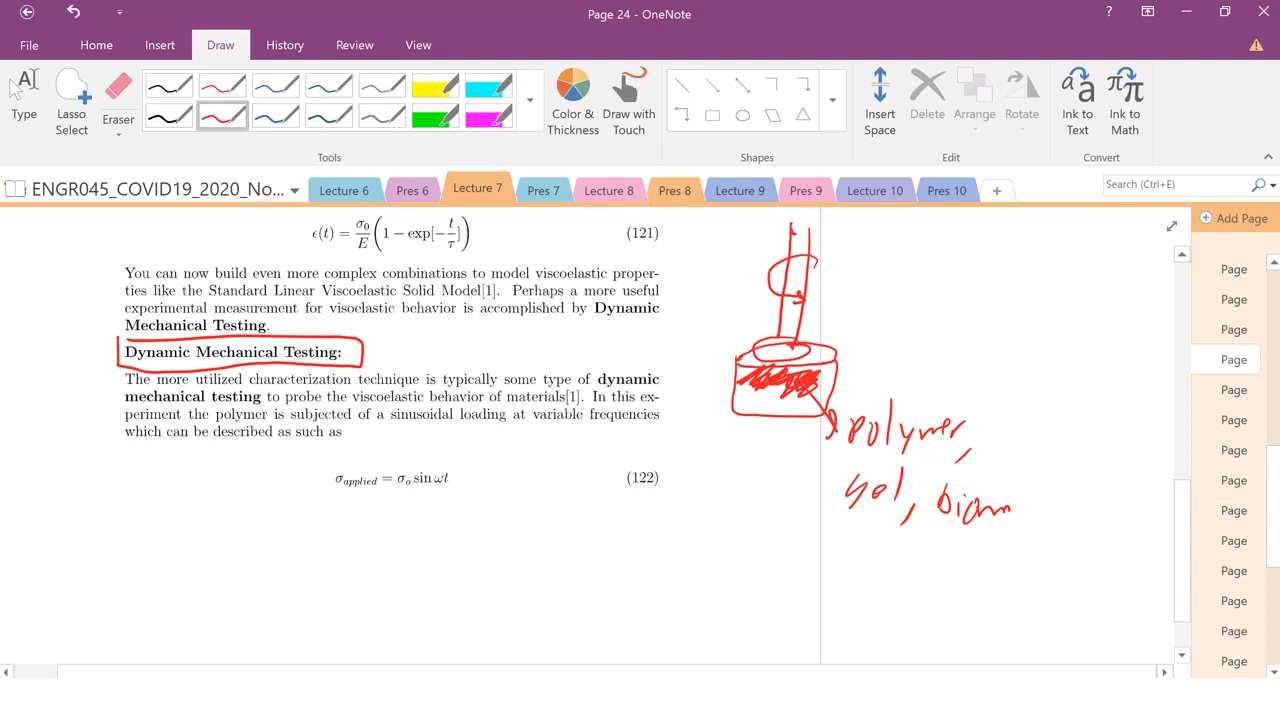 Page 24 - OneNote
File Home Insert Draw History Review View
Type
Lasso Select
Eraser
Color & Thickness
Draw with Touch
Insert Space
Delete
Arrange
Rotate
Ink to Text
Ink to Math
Tools
Shapes
Edit
Convert
ENGR045_COVID19_2020_No...
Lecture 6
Pres 6
Lecture 7
Pres 7
Lecture 8
Pres 8
Lecture 9
Pres 9
Lecture 10
Pres 10
Search (Ctrl+E)
Add Page
ϵ(t) = σ₀/E (1 − exp[−t/τ]) (121)
You can now build even more complex combinations to model viscoelastic proper-
ties like the Standard Linear Viscoelastic Solid Model[1]. Perhaps a more useful
experimental measurement for visoelastic behavior is accomplished by Dynamic
Mechanical Testing.
Dynamic Mechanical Testing:
The more utilized characterization technique is typically some type of dynamic
mechanical testing to probe the viscoelastic behavior of materials[1]. In this ex-
periment the polymer is subjected of a sinusoidal loading at variable frequencies
which can be described as such as
σapplied = σo sin ωt (122)
polymer,
Page
Page
Page
Page
Page
Page
Page
Page
Page
Page
Page
Page
Page
Page